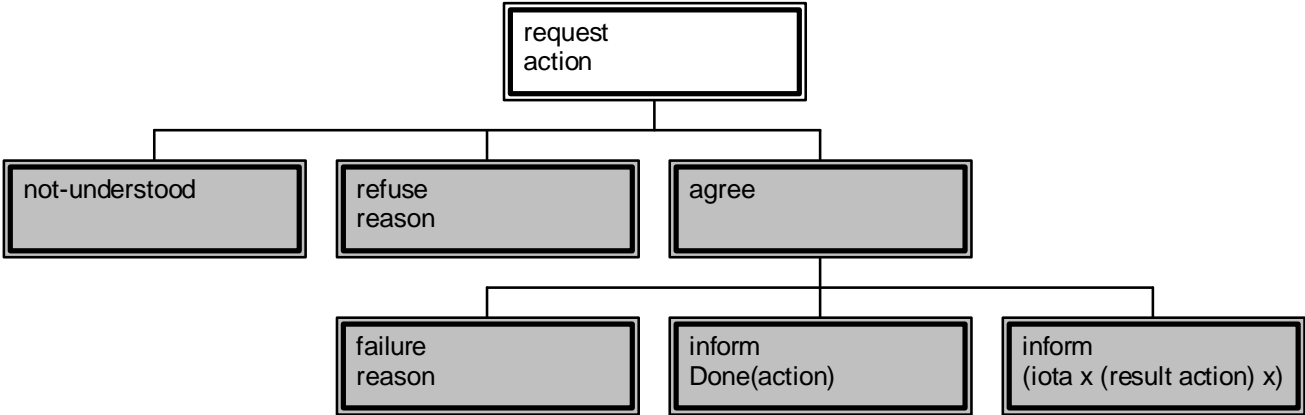 request
action
not-understood
refuse
reason
agree
failure
reason
inform
Done(action)
inform
(iota x (result action) x)